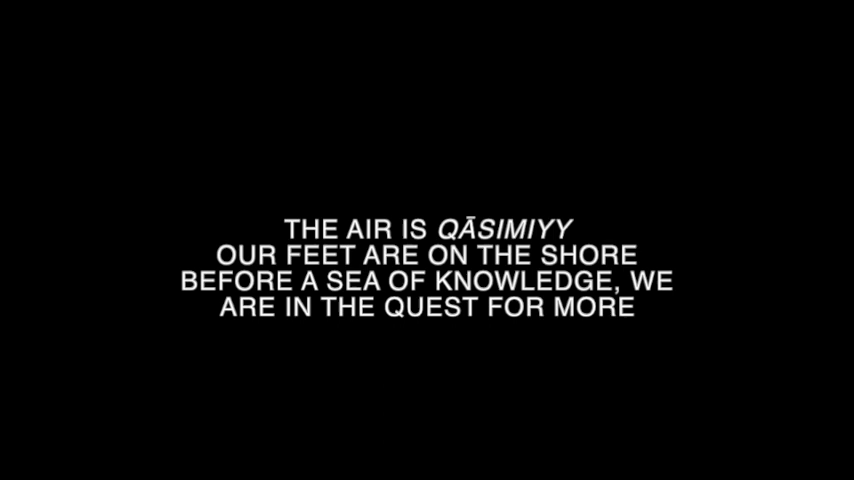 THE AIR IS QĀSIMIYY
OUR FEET ARE ON THE SHORE
BEFORE A SEA OF KNOWLEDGE, WE
ARE IN THE QUEST FOR MORE